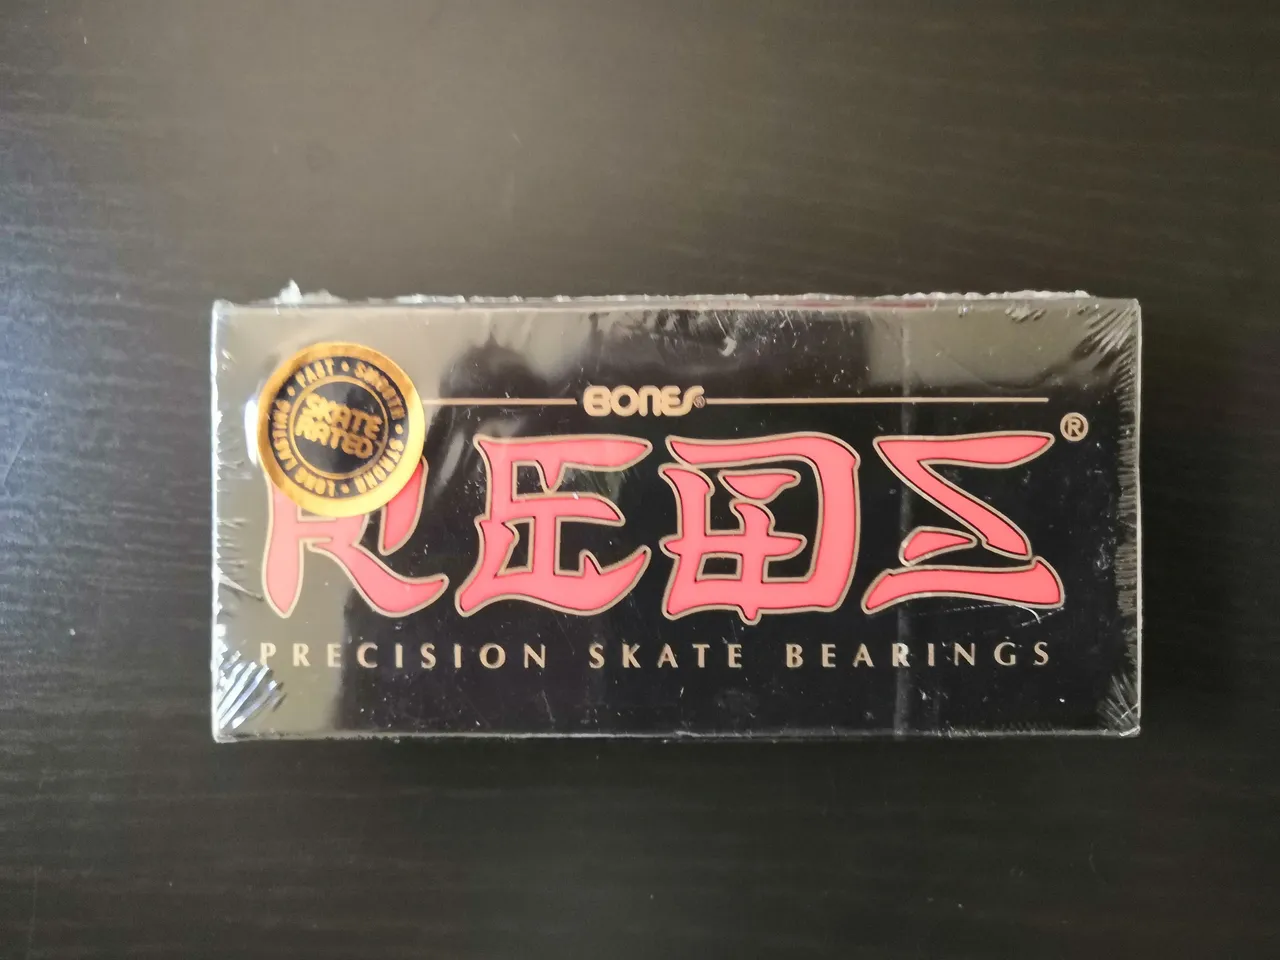 BONES®
REDS®
PRECISION SKATE BEARINGS
SKATE
RATED
FAST • SMOOTH • STRONG • LONG LASTING •